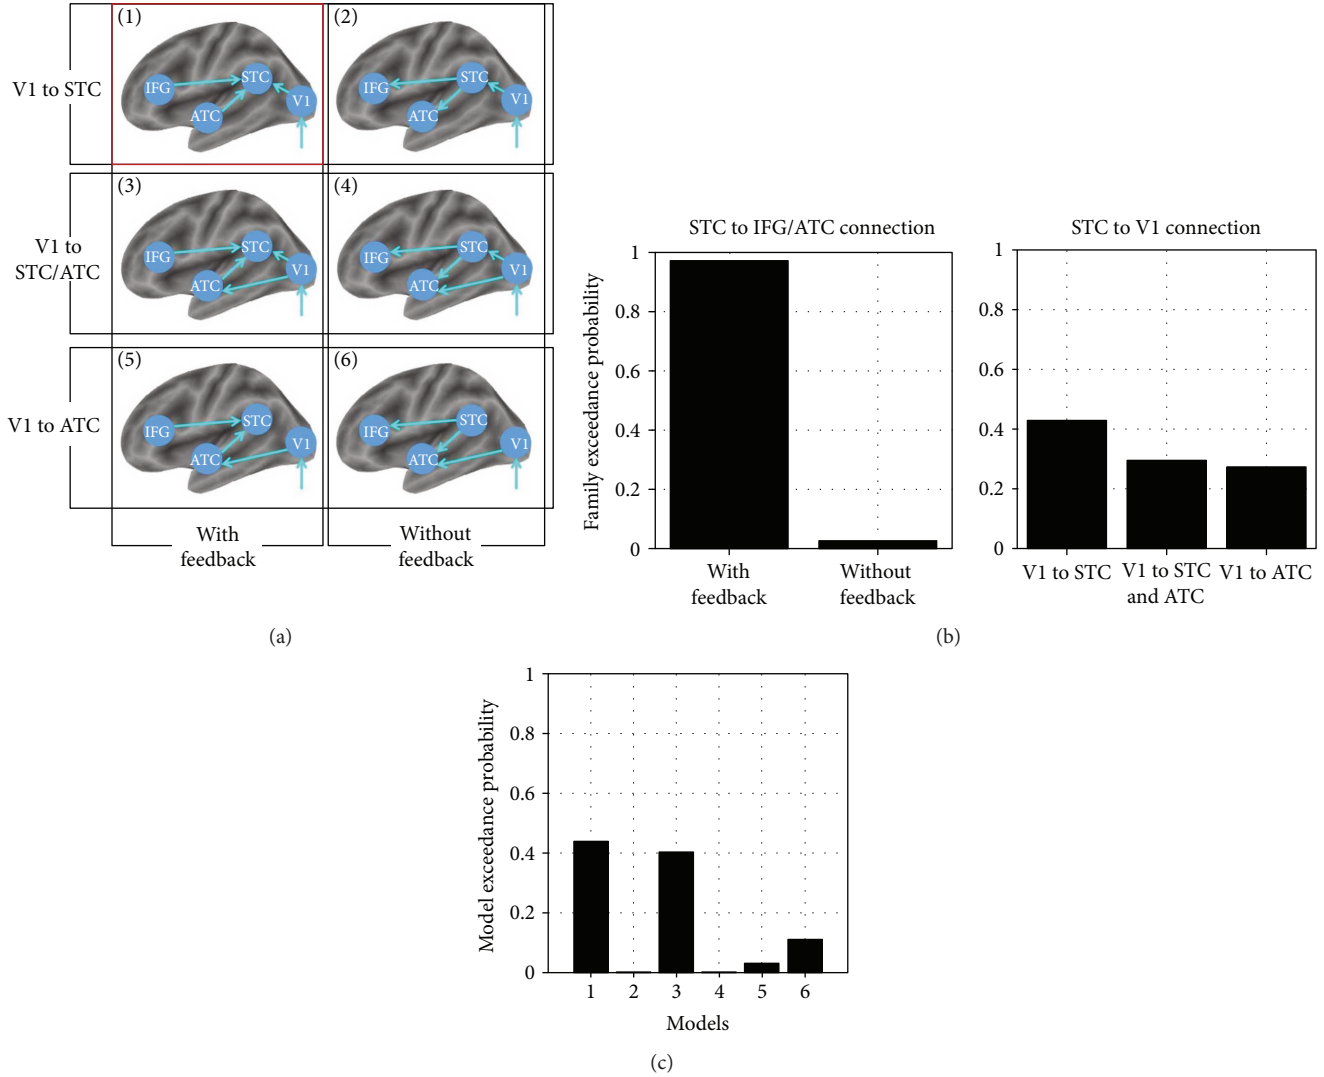 (1)
(2)
V1 to STC
IFG
STC
ATC
V1
IFG
STC
ATC
V1
(3)
(4)
V1 to
STC/ATC
IFG
STC
ATC
V1
IFG
STC
ATC
V1
(5)
(6)
V1 to ATC
IFG
STC
ATC
V1
IFG
STC
ATC
V1
With
feedback
Without
feedback
(a)
STC to IFG/ATC connection
Family exceedance probability
1
0.8
0.6
0.4
0.2
0
With
feedback
Without
feedback
STC to V1 connection
1
0.8
0.6
0.4
0.2
0
V1 to STC
V1 to STC
and ATC
V1 to ATC
(b)
Model exceedance probability
1
0.8
0.6
0.4
0.2
0
1 2 3 4 5 6
Models
(c)